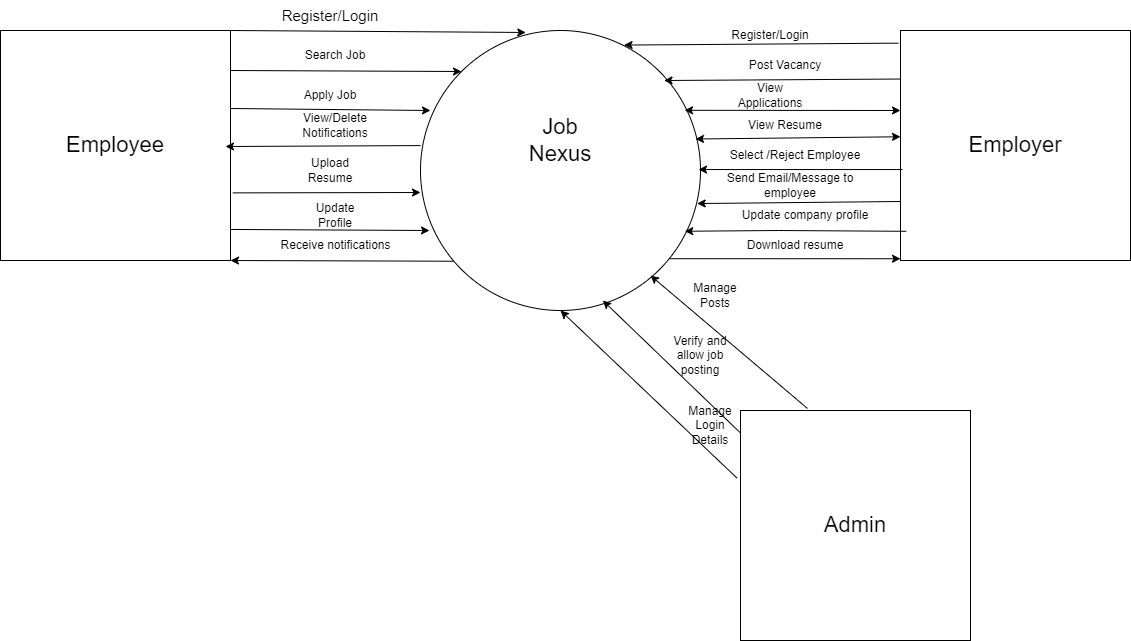 Register/Login
Search Job
Apply Job
View/Delete
Notifications
Upload
Resume
Update
Profile
Receive notifications
Employee
Job
Nexus
Register/Login
Post Vacancy
View
Applications
View Resume
Select /Reject Employee
Send Email/Message to
employee
Update company profile
Download resume
Employer
Manage
Posts
Verify and
allow job
posting
Manage
Login
Details
Admin